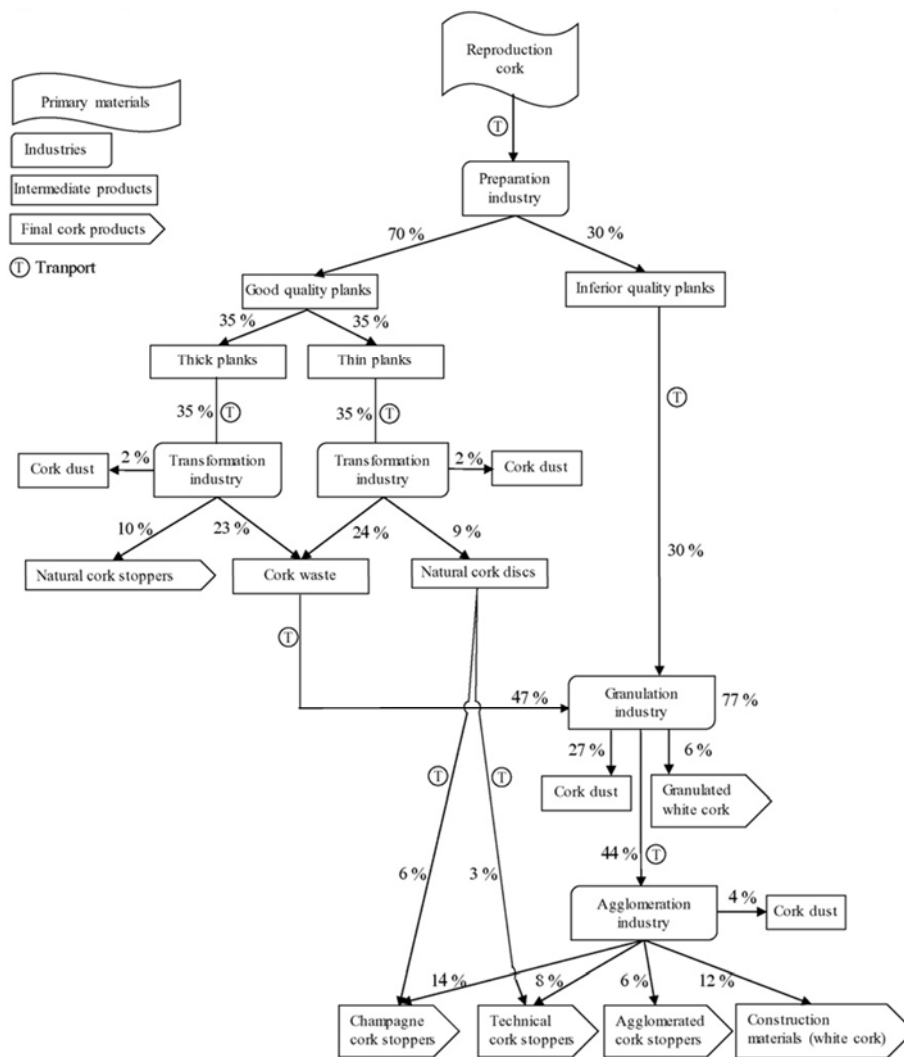 Reproduction
cork
Primary materials
Industries
Intermediate products
Final cork products
T Tranport
T
Preparation
industry
70 %
30 %
Good quality planks
Inferior quality planks
35 %
35 %
Thick planks
Thin planks
T
35 %
T
35 %
T
Cork dust
2 %
Transformation
industry
Transformation
industry
2 %
Cork dust
10 %
23 %
24 %
9 %
30 %
Natural cork stoppers
Cork waste
Natural cork discs
T
47 %
Granulation
industry
77 %
27 %
6 %
T
T
Cork dust
Granulated
white cork
44 %
T
6 %
3 %
Agglomeration
industry
4 %
Cork dust
14 %
8 %
6 %
12 %
Champagne
cork stoppers
Technical
cork stoppers
Agglomerated
cork stoppers
Construction
materials (white cork)